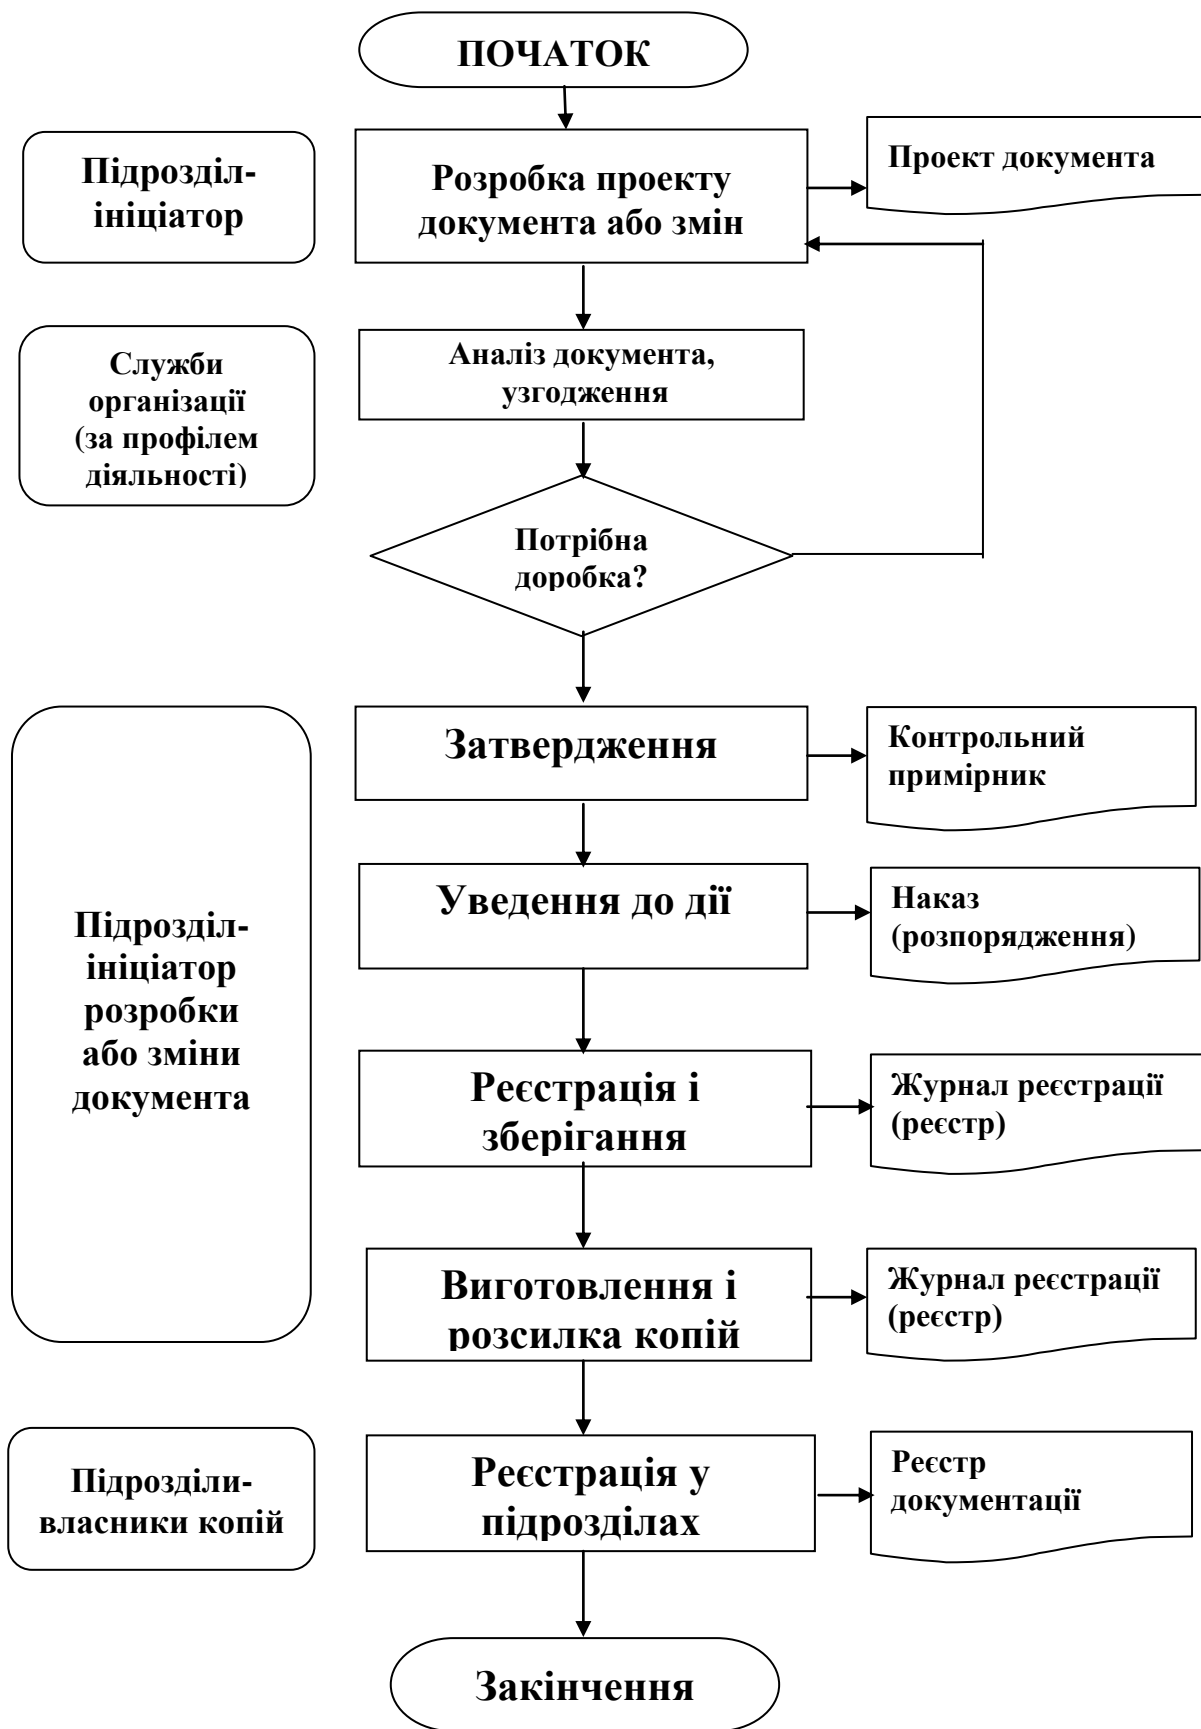 ПОЧАТОК
Підрозділ-
ініціатор
Розробка проекту
документа або змін
Проект документа
Служби
організації
(за профілем
діяльності)
Аналіз документа,
узгодження
Потрібна
доробка?
Підрозділ-
ініціатор
розробки
або зміни
документа
Затвердження
Контрольний
примірник
Уведення до дії
Наказ
(розпорядження)
Реєстрація і
зберігання
Журнал реєстрації
(реєстр)
Виготовлення і
розсилка копій
Журнал реєстрації
(реєстр)
Підрозділи-
власники копій
Реєстрація у
підрозділах
Реєстр
документації
Закінчення